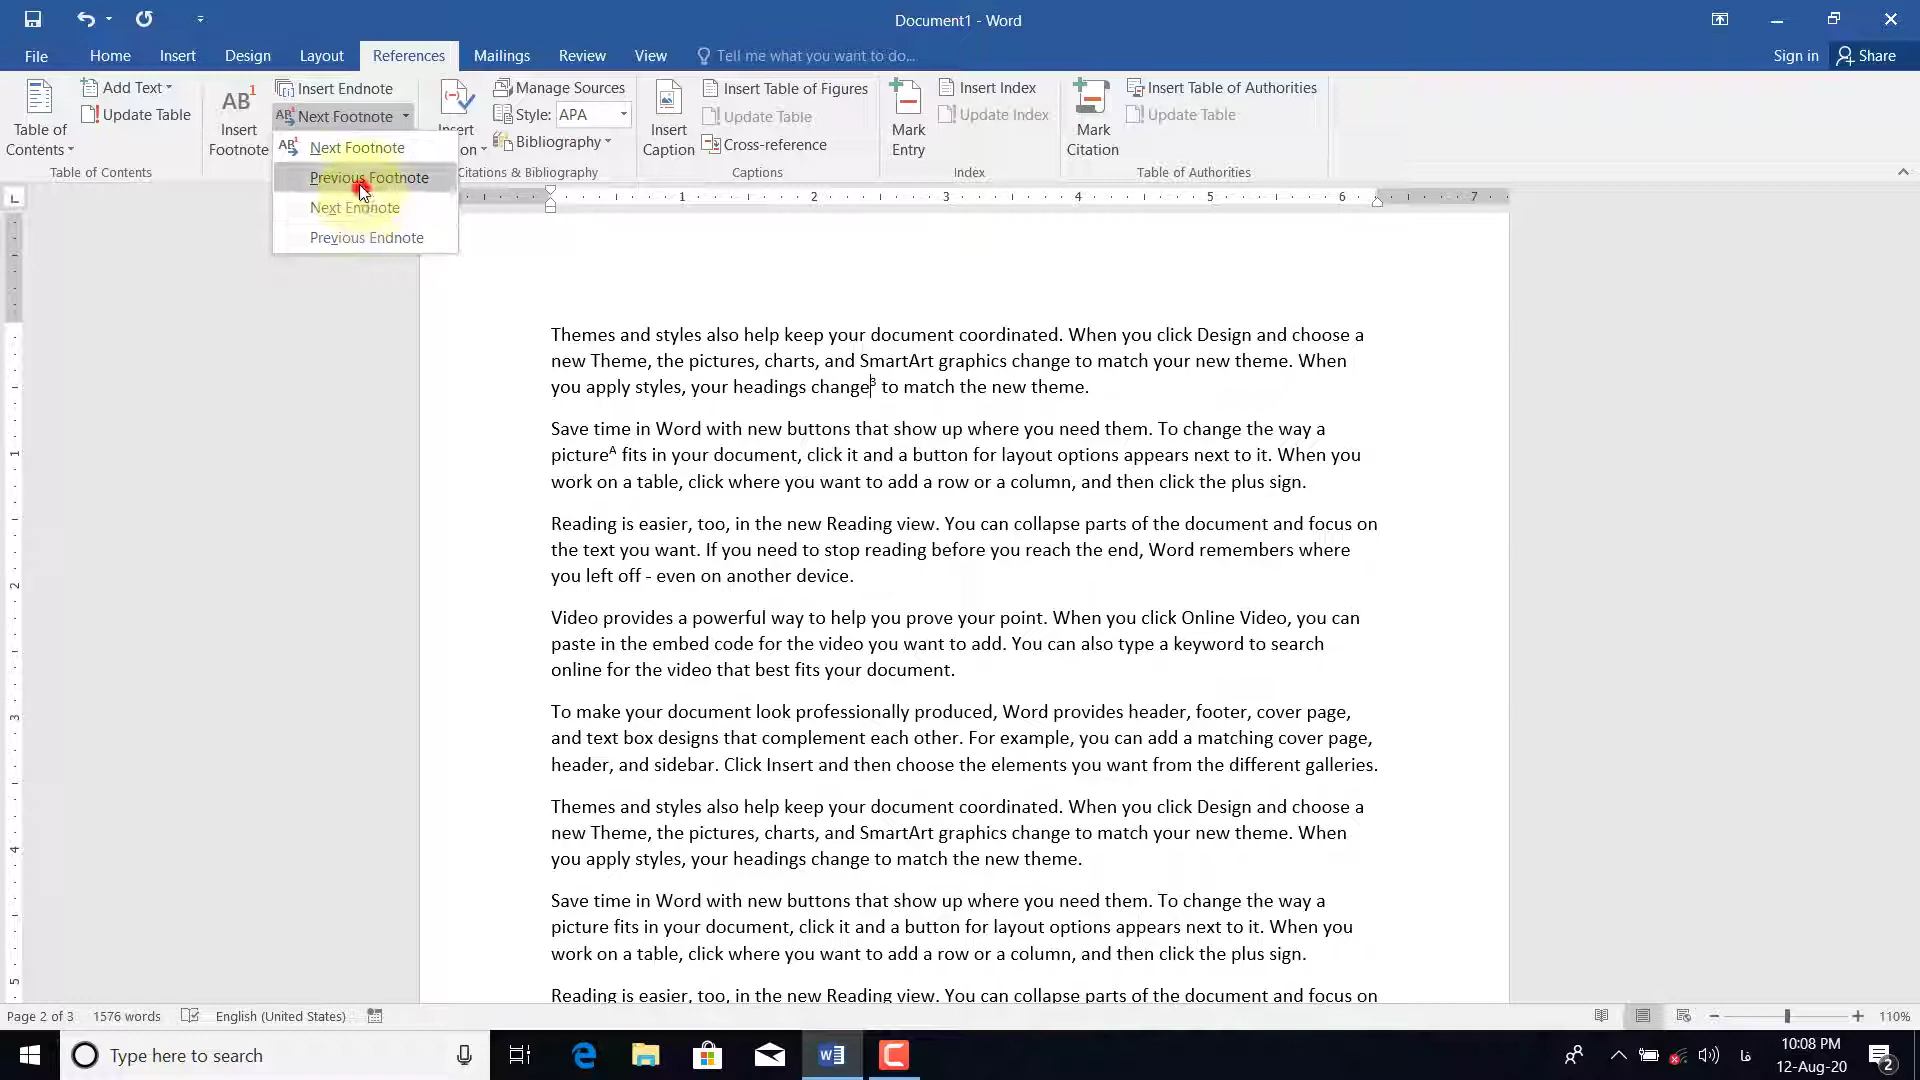 Document1 - Word
File
Home
Insert
Design
Layout
References
Mailings
Review
View
Tell me what you want to do...
Sign in
Share
Table of
Contents
Add Text
Update Table
Table of Contents
AB1
Insert
Footnote
Insert Endnote
Next Footnote
Next Footnote
Previous Footnote
Next Endnote
Previous Endnote
Manage Sources
Style: APA
Bibliography
Citations & Bibliography
Insert
Caption
Insert Table of Figures
Update Table
Cross-reference
Captions
Mark
Entry
Insert Index
Update Index
Index
Mark
Citation
Insert Table of Authorities
Update Table
Table of Authorities
1 2 3 4 5 6 7
Themes and styles also help keep your document coordinated. When you click Design and choose a
new Theme, the pictures, charts, and SmartArt graphics change to match your new theme. When
you apply styles, your headings change3 to match the new theme.
Save time in Word with new buttons that show up where you need them. To change the way a
pictureA fits in your document, click it and a button for layout options appears next to it. When you
work on a table, click where you want to add a row or a column, and then click the plus sign.
Reading is easier, too, in the new Reading view. You can collapse parts of the document and focus on
the text you want. If you need to stop reading before you reach the end, Word remembers where
you left off - even on another device.
Video provides a powerful way to help you prove your point. When you click Online Video, you can
paste in the embed code for the video you want to add. You can also type a keyword to search
online for the video that best fits your document.
To make your document look professionally produced, Word provides header, footer, cover page,
and text box designs that complement each other. For example, you can add a matching cover page,
header, and sidebar. Click Insert and then choose the elements you want from the different galleries.
Themes and styles also help keep your document coordinated. When you click Design and choose a
new Theme, the pictures, charts, and SmartArt graphics change to match your new theme. When
you apply styles, your headings change to match the new theme.
Save time in Word with new buttons that show up where you need them. To change the way a
picture fits in your document, click it and a button for layout options appears next to it. When you
work on a table, click where you want to add a row or a column, and then click the plus sign.
Reading is easier, too, in the new Reading view. You can collapse parts of the document and focus on
Page 2 of 3
1576 words
English (United States)
110%
Type here to search
فا
10:08 PM
12-Aug-20
2